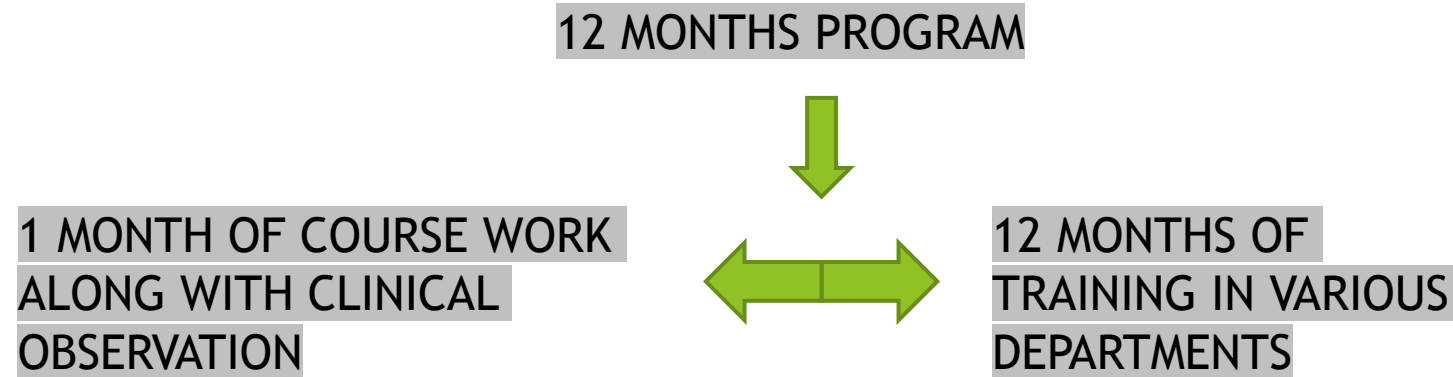 12 MONTHS PROGRAM
1 MONTH OF COURSE WORK
ALONG WITH CLINICAL
OBSERVATION
12 MONTHS OF
TRAINING IN VARIOUS
DEPARTMENTS